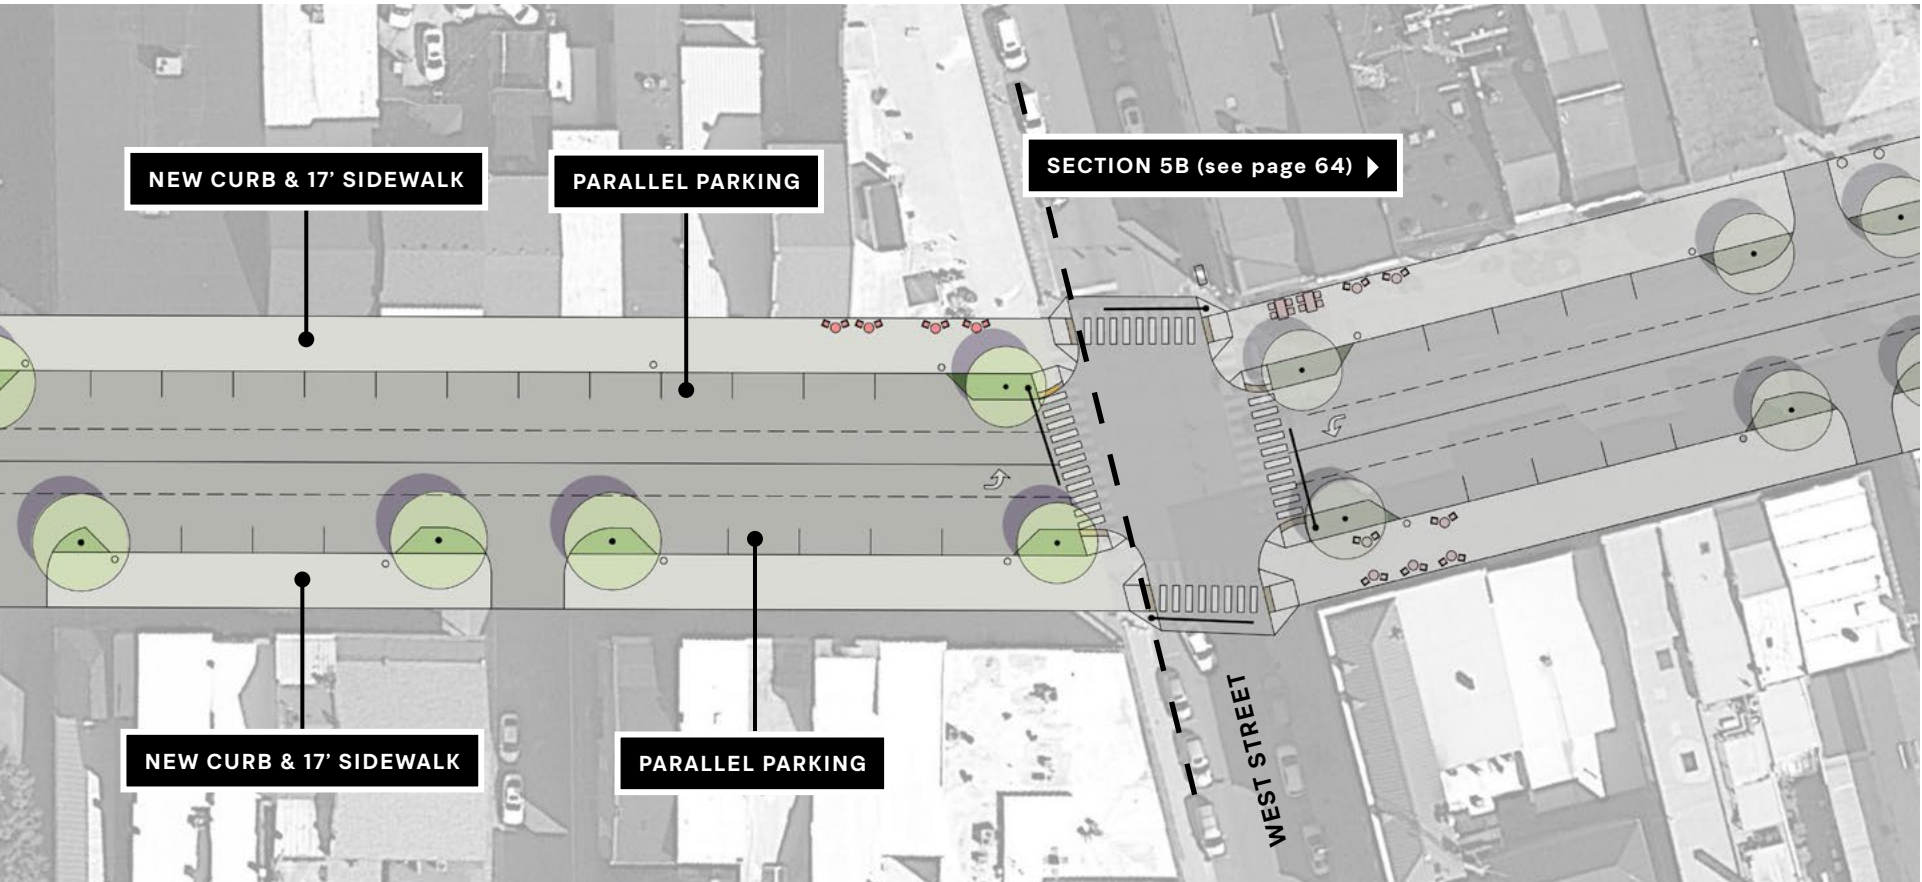 NEW CURB & 17’ SIDEWALK
PARALLEL PARKING
SECTION 5B (see page 64)
NEW CURB & 17’ SIDEWALK
PARALLEL PARKING
WEST STREET